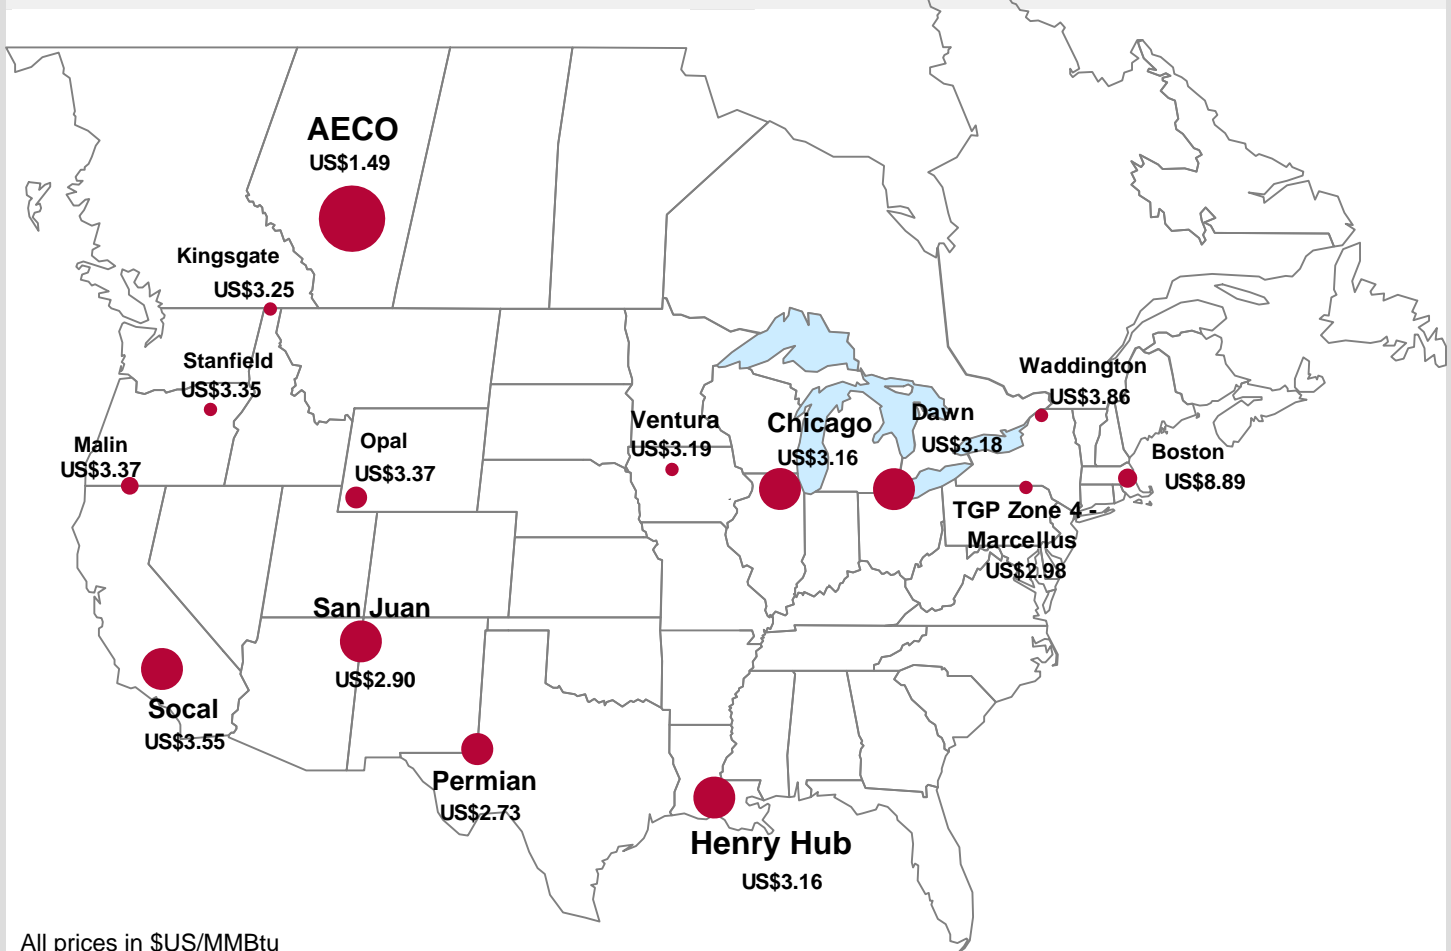 AECO
US$1.49
Kingsgate
US$3.25
Stanfield
US$3.35
Waddington
US$3.86
Malin
US$3.37
Opal
US$3.37
Ventura
US$3.19
Chicago
US$3.16
Dawn
US$3.18
Boston
US$8.89
TGP Zone 4 -
Marcellus
US$2.98
San Juan
US$2.90
Socal
US$3.55
Permian
US$2.73
Henry Hub
US$3.16
All prices in $US/MMBtu